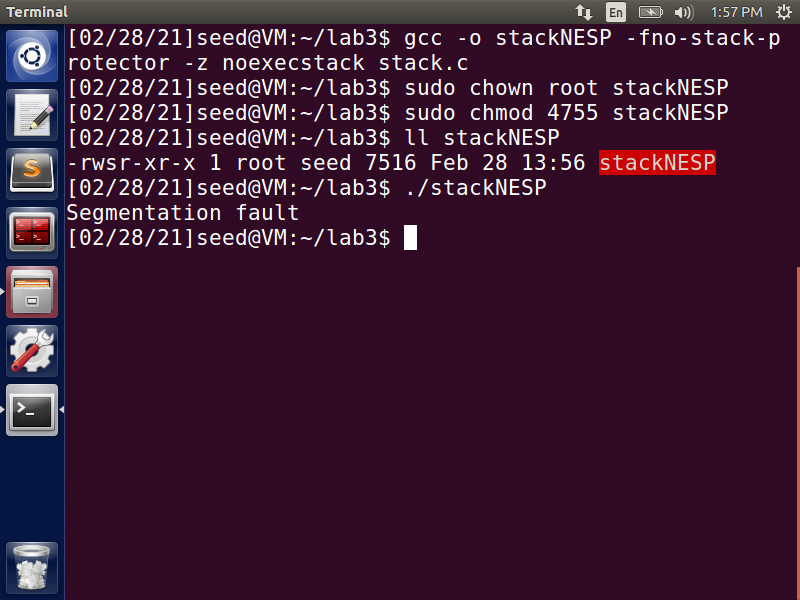 Terminal
En
1:57 PM
[02/28/21]seed@VM:~/lab3$ gcc -o stackNESP -fno-stack-p
rotector -z noexecstack stack.c
[02/28/21]seed@VM:~/lab3$ sudo chown root stackNESP
[02/28/21]seed@VM:~/lab3$ sudo chmod 4755 stackNESP
[02/28/21]seed@VM:~/lab3$ ll stackNESP
-rwsr-xr-x 1 root seed 7516 Feb 28 13:56 stackNESP
[02/28/21]seed@VM:~/lab3$ ./stackNESP
Segmentation fault
[02/28/21]seed@VM:~/lab3$